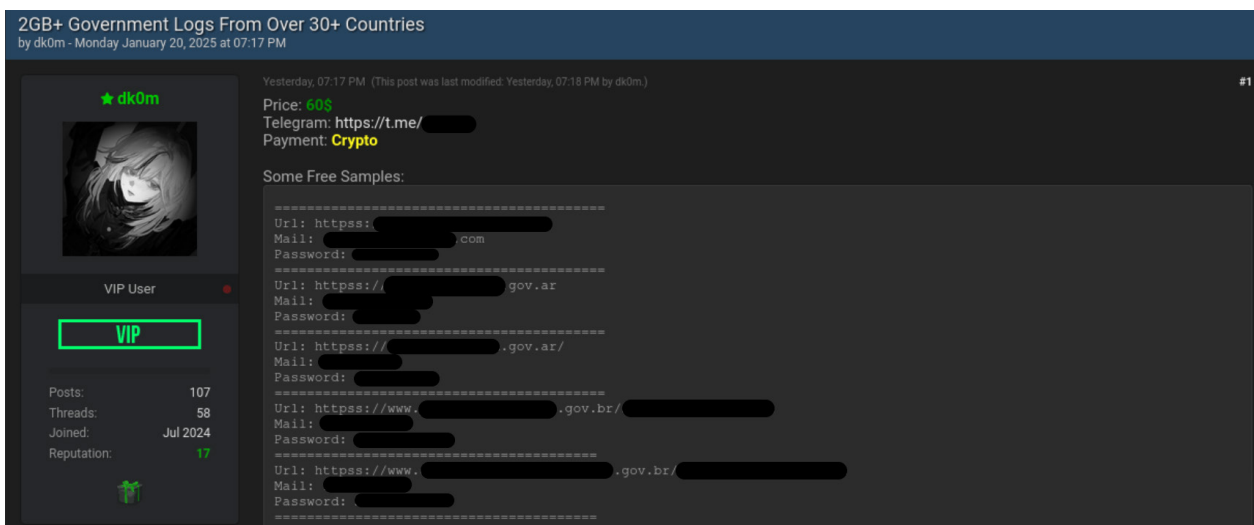 2GB+ Government Logs From Over 30+ Countries
by dk0m - Monday January 20, 2025 at 07:17 PM
dk0m
VIP User
VIP
Posts: 107
Threads: 58
Joined: Jul 2024
Reputation: 17
Yesterday, 07:17 PM (This post was last modified: Yesterday, 07:18 PM by dk0m.)
#1
Price: 60$
Telegram: https://t.me/
Payment: Crypto
Some Free Samples:
========================================
Url: httpss:
Mail: .com
Password:
========================================
Url: httpss:/ gov.ar
Mail:
Password:
========================================
Url: httpss:// .gov.ar/
Mail:
Password:
========================================
Url: httpss://www. .gov.br/
Mail:
Password:
=======================================
Url: httpss://www. .gov.br/
Mail:
Password:
=======================================